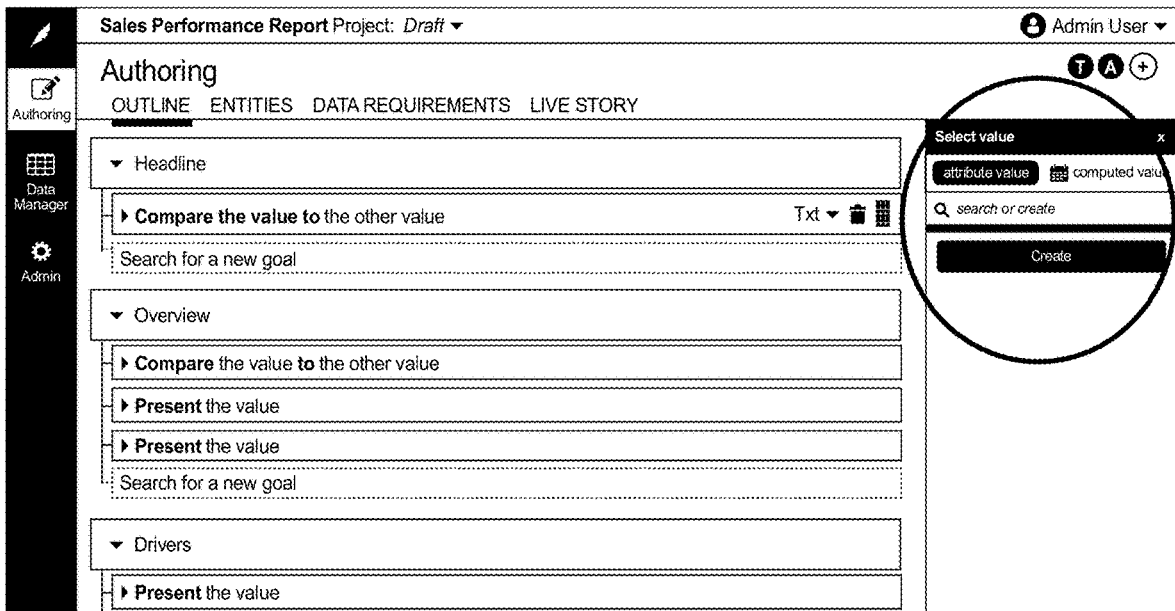 Sales Performance Report Project: Draft
Admin User
Authoring
T A +
OUTLINE ENTITIES DATA REQUIREMENTS LIVE STORY
Authoring
Data
Manager
Admin
Headline
Compare the value to the other value
Txt
Search for a new goal
Overview
Compare the value to the other value
Present the value
Present the value
Search for a new goal
Drivers
Present the value
Select value x
attribute value computed valu
search or create
Create